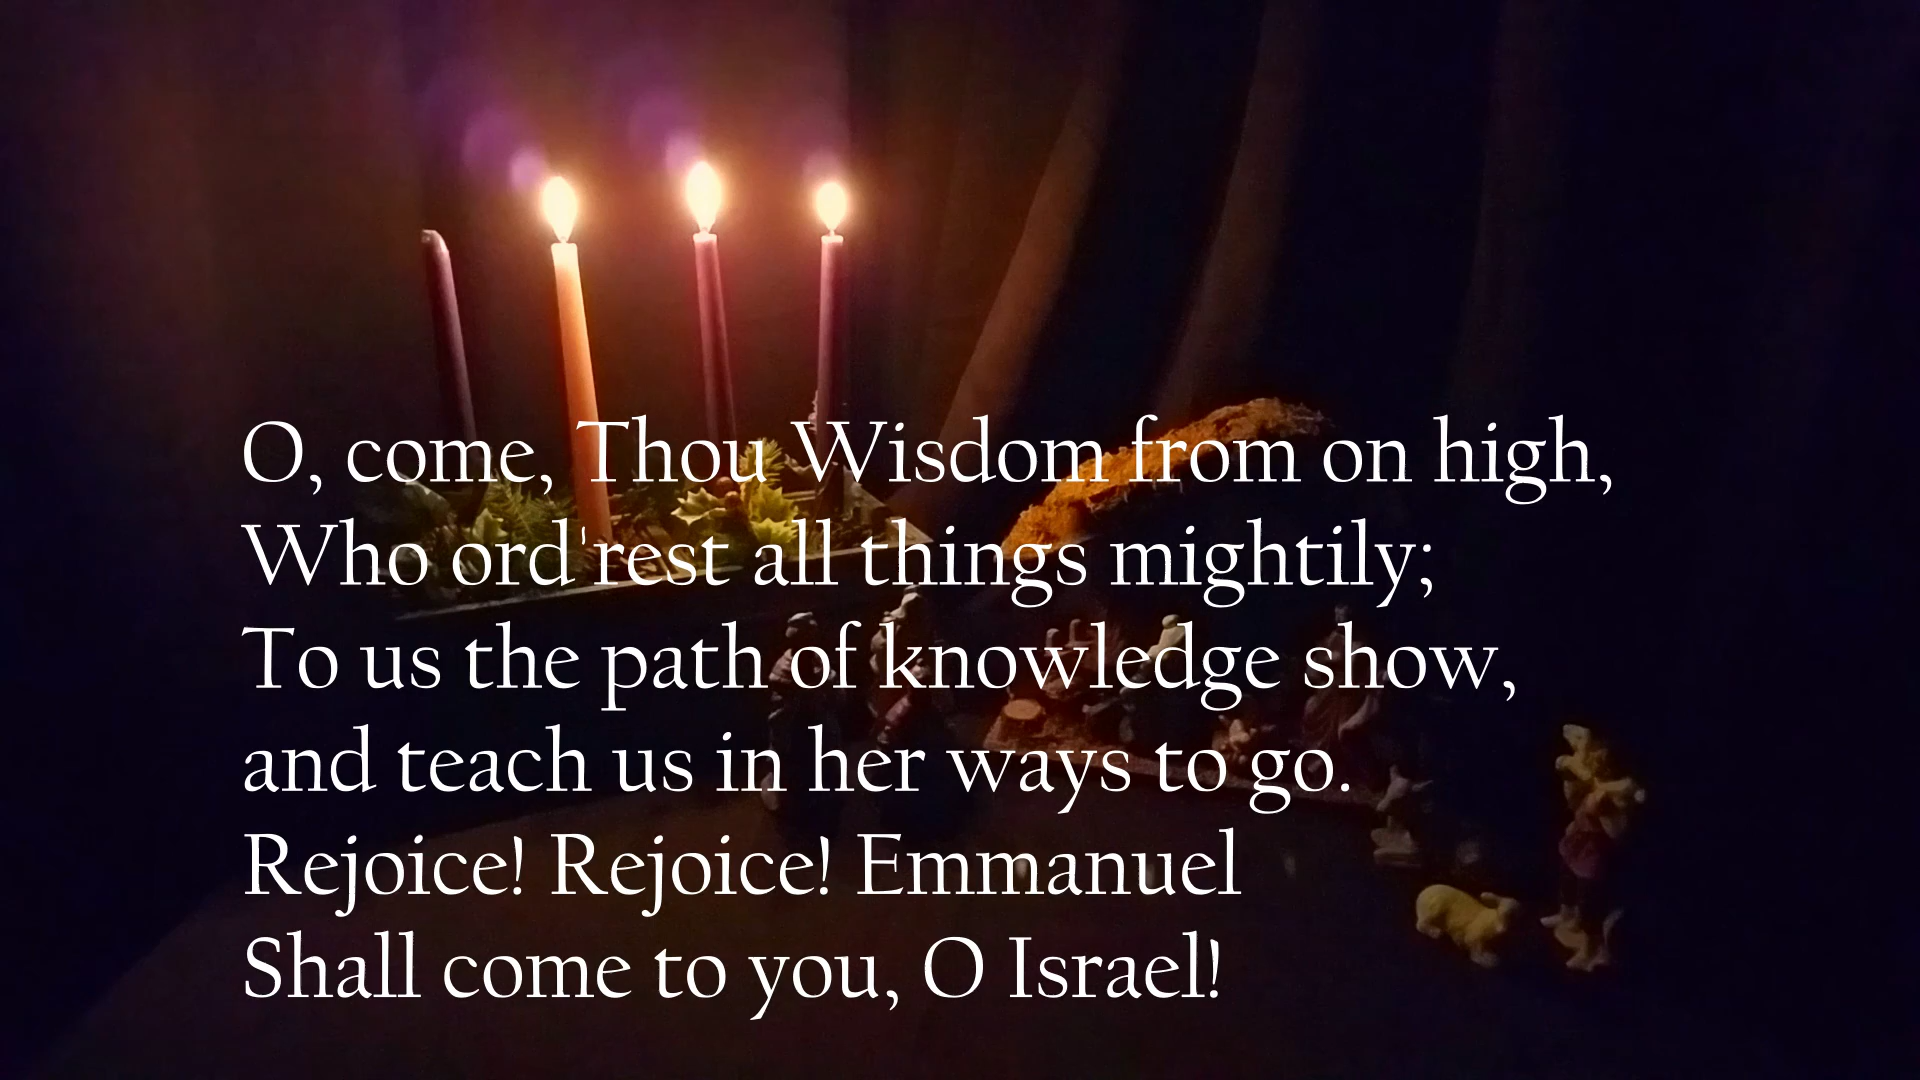 O, come, Thou Wisdom from on high,
Who ord'rest all things mightily;
To us the path of knowledge show,
and teach us in her ways to go.
Rejoice! Rejoice! Emmanuel
Shall come to you, O Israel!